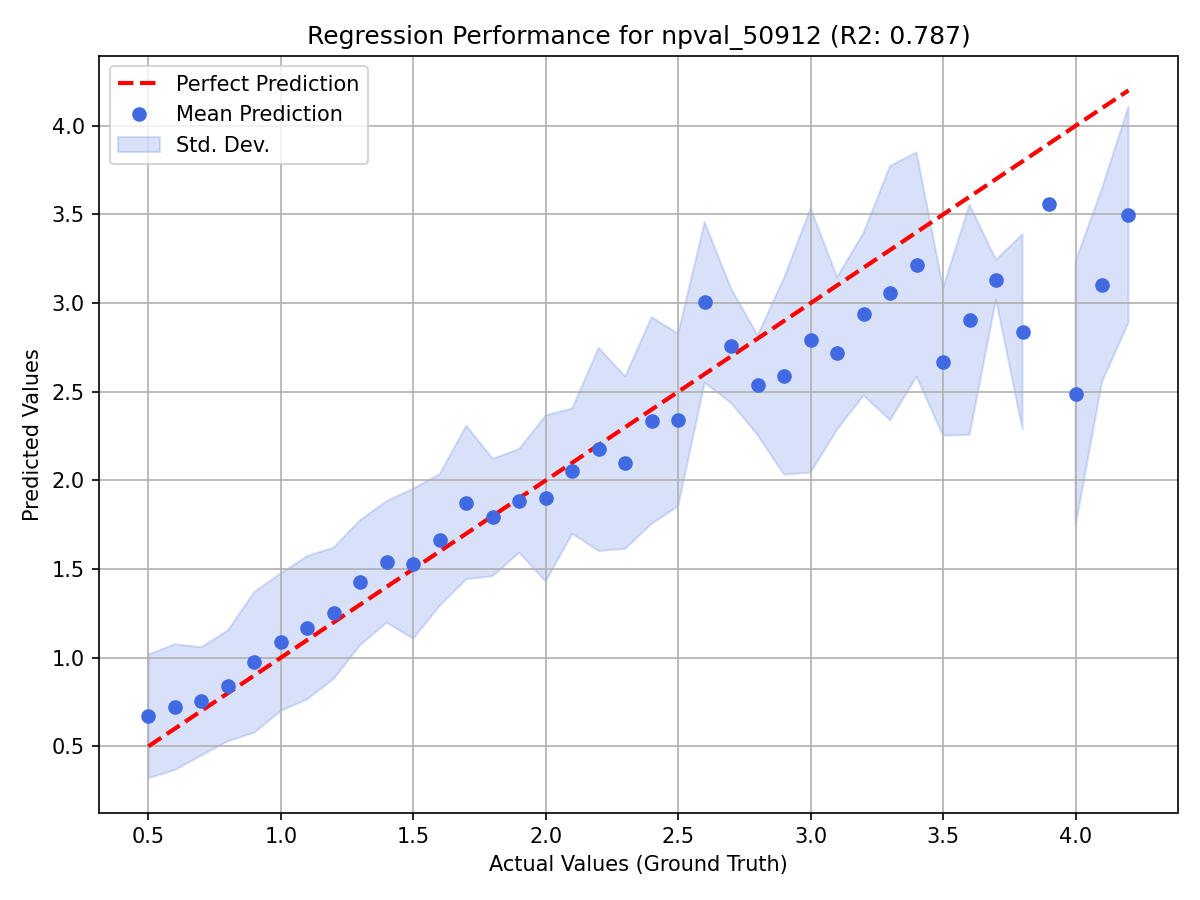 Regression Performance for npval_50912 (R2: 0.787)
Perfect Prediction
Mean Prediction
Std. Dev.
Predicted Values
4.0
3.5
3.0
2.5
2.0
1.5
1.0
0.5
0.5 1.0 1.5 2.0 2.5 3.0 3.5 4.0
Actual Values (Ground Truth)